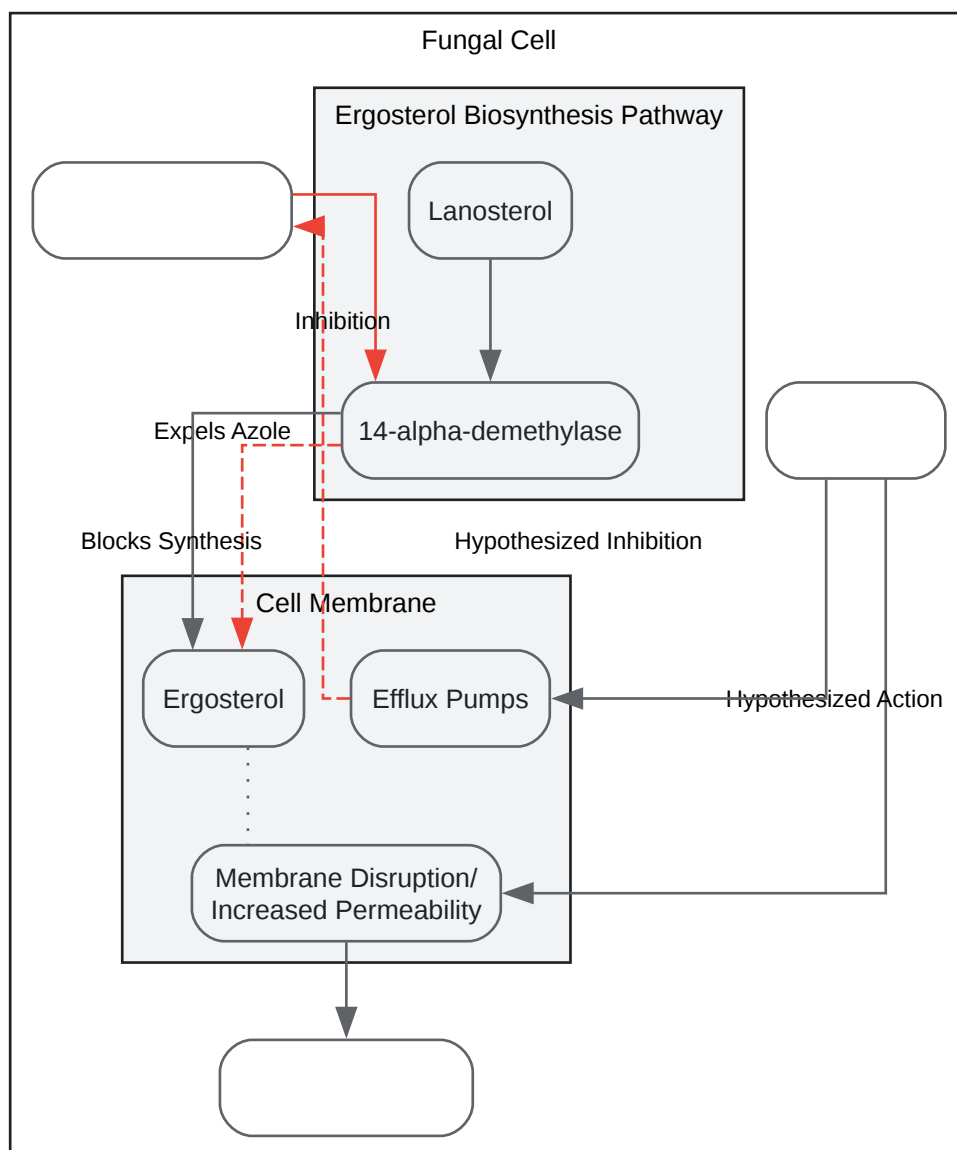 Fungal Cell
Ergosterol Biosynthesis Pathway
Lanosterol
Inhibition
14-alpha-demethylase
Expels Azole
Blocks Synthesis
Hypothesized Inhibition
Cell Membrane
Ergosterol
Efflux Pumps
Hypothesized Action
Membrane Disruption/
Increased Permeability